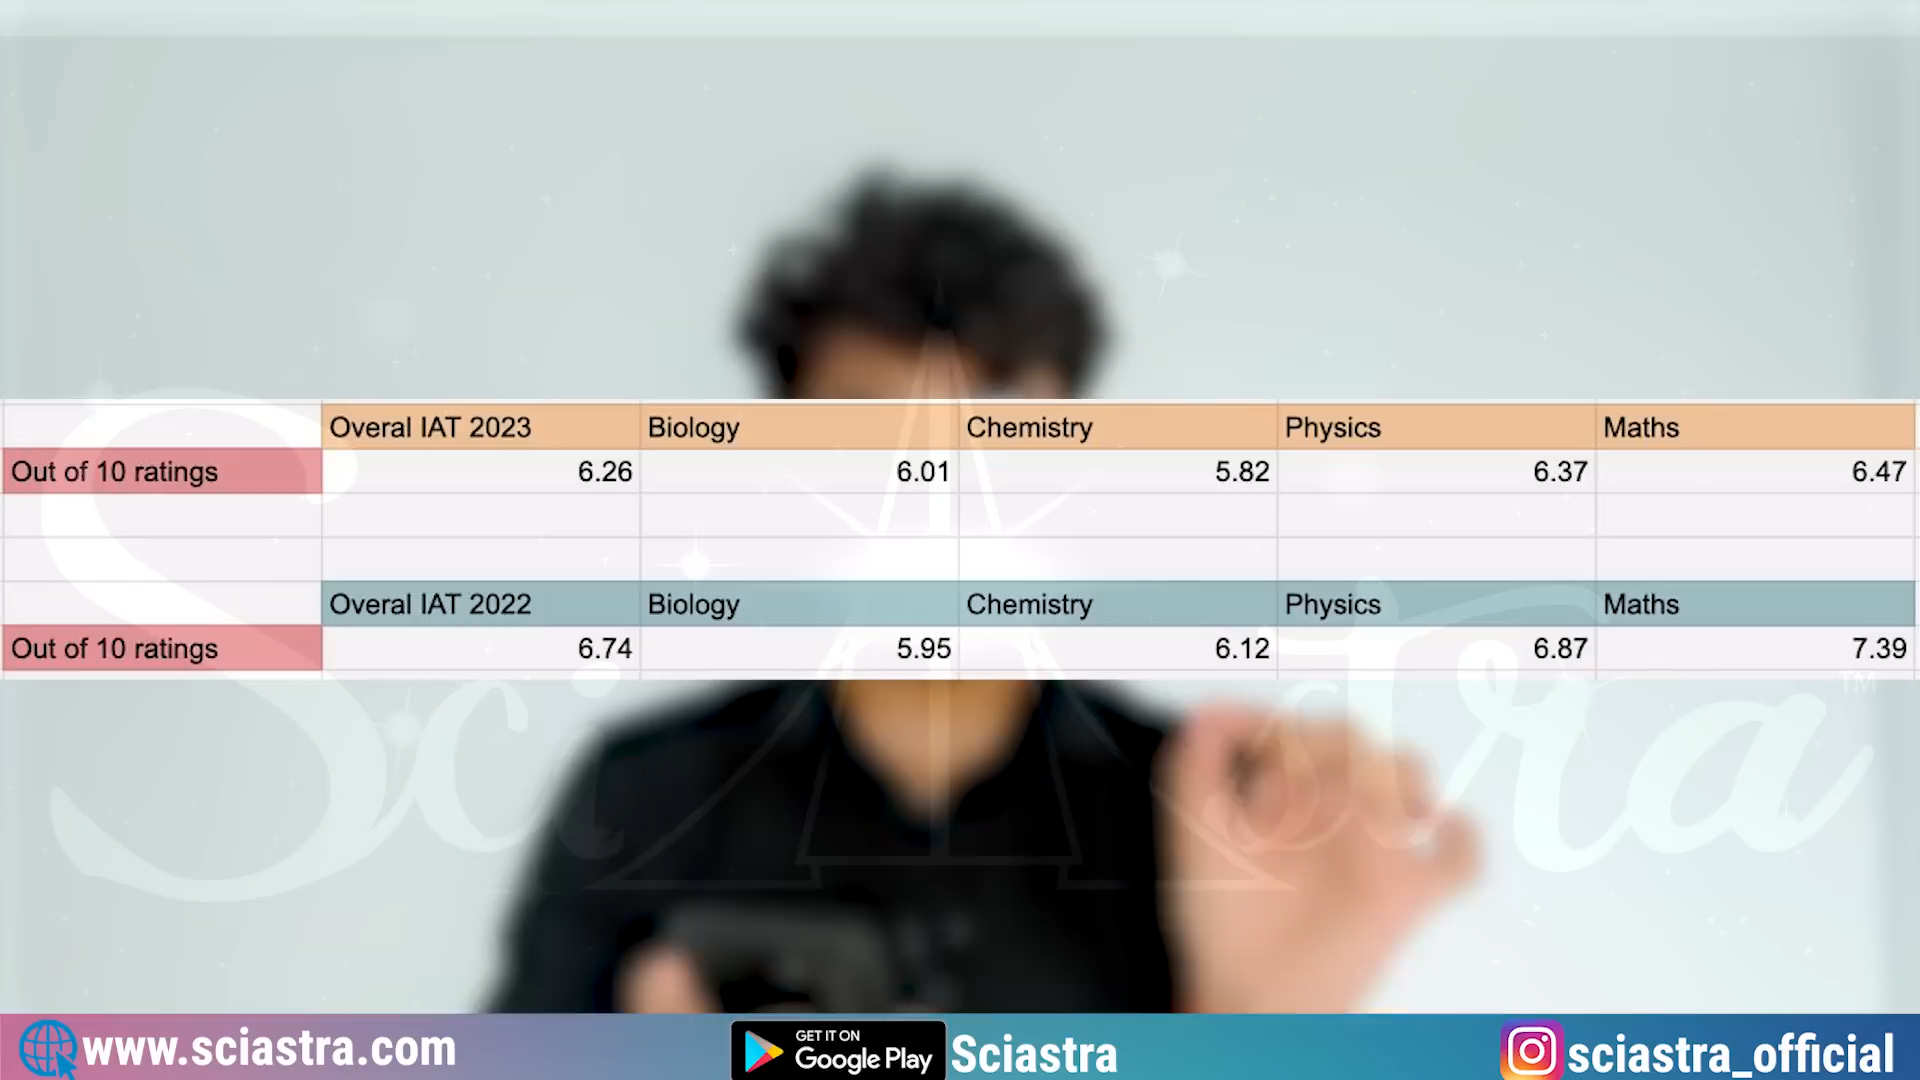 Overal IAT 2023 Biology Chemistry Physics Maths
Out of 10 ratings 6.26 6.01 5.82 6.37 6.47
Overal IAT 2022 Biology Chemistry Physics Maths
Out of 10 ratings 6.74 5.95 6.12 6.87 7.39
SciAstra™
www.sciastra.com
GET IT ON
Google Play
Sciastra
sciastra_official